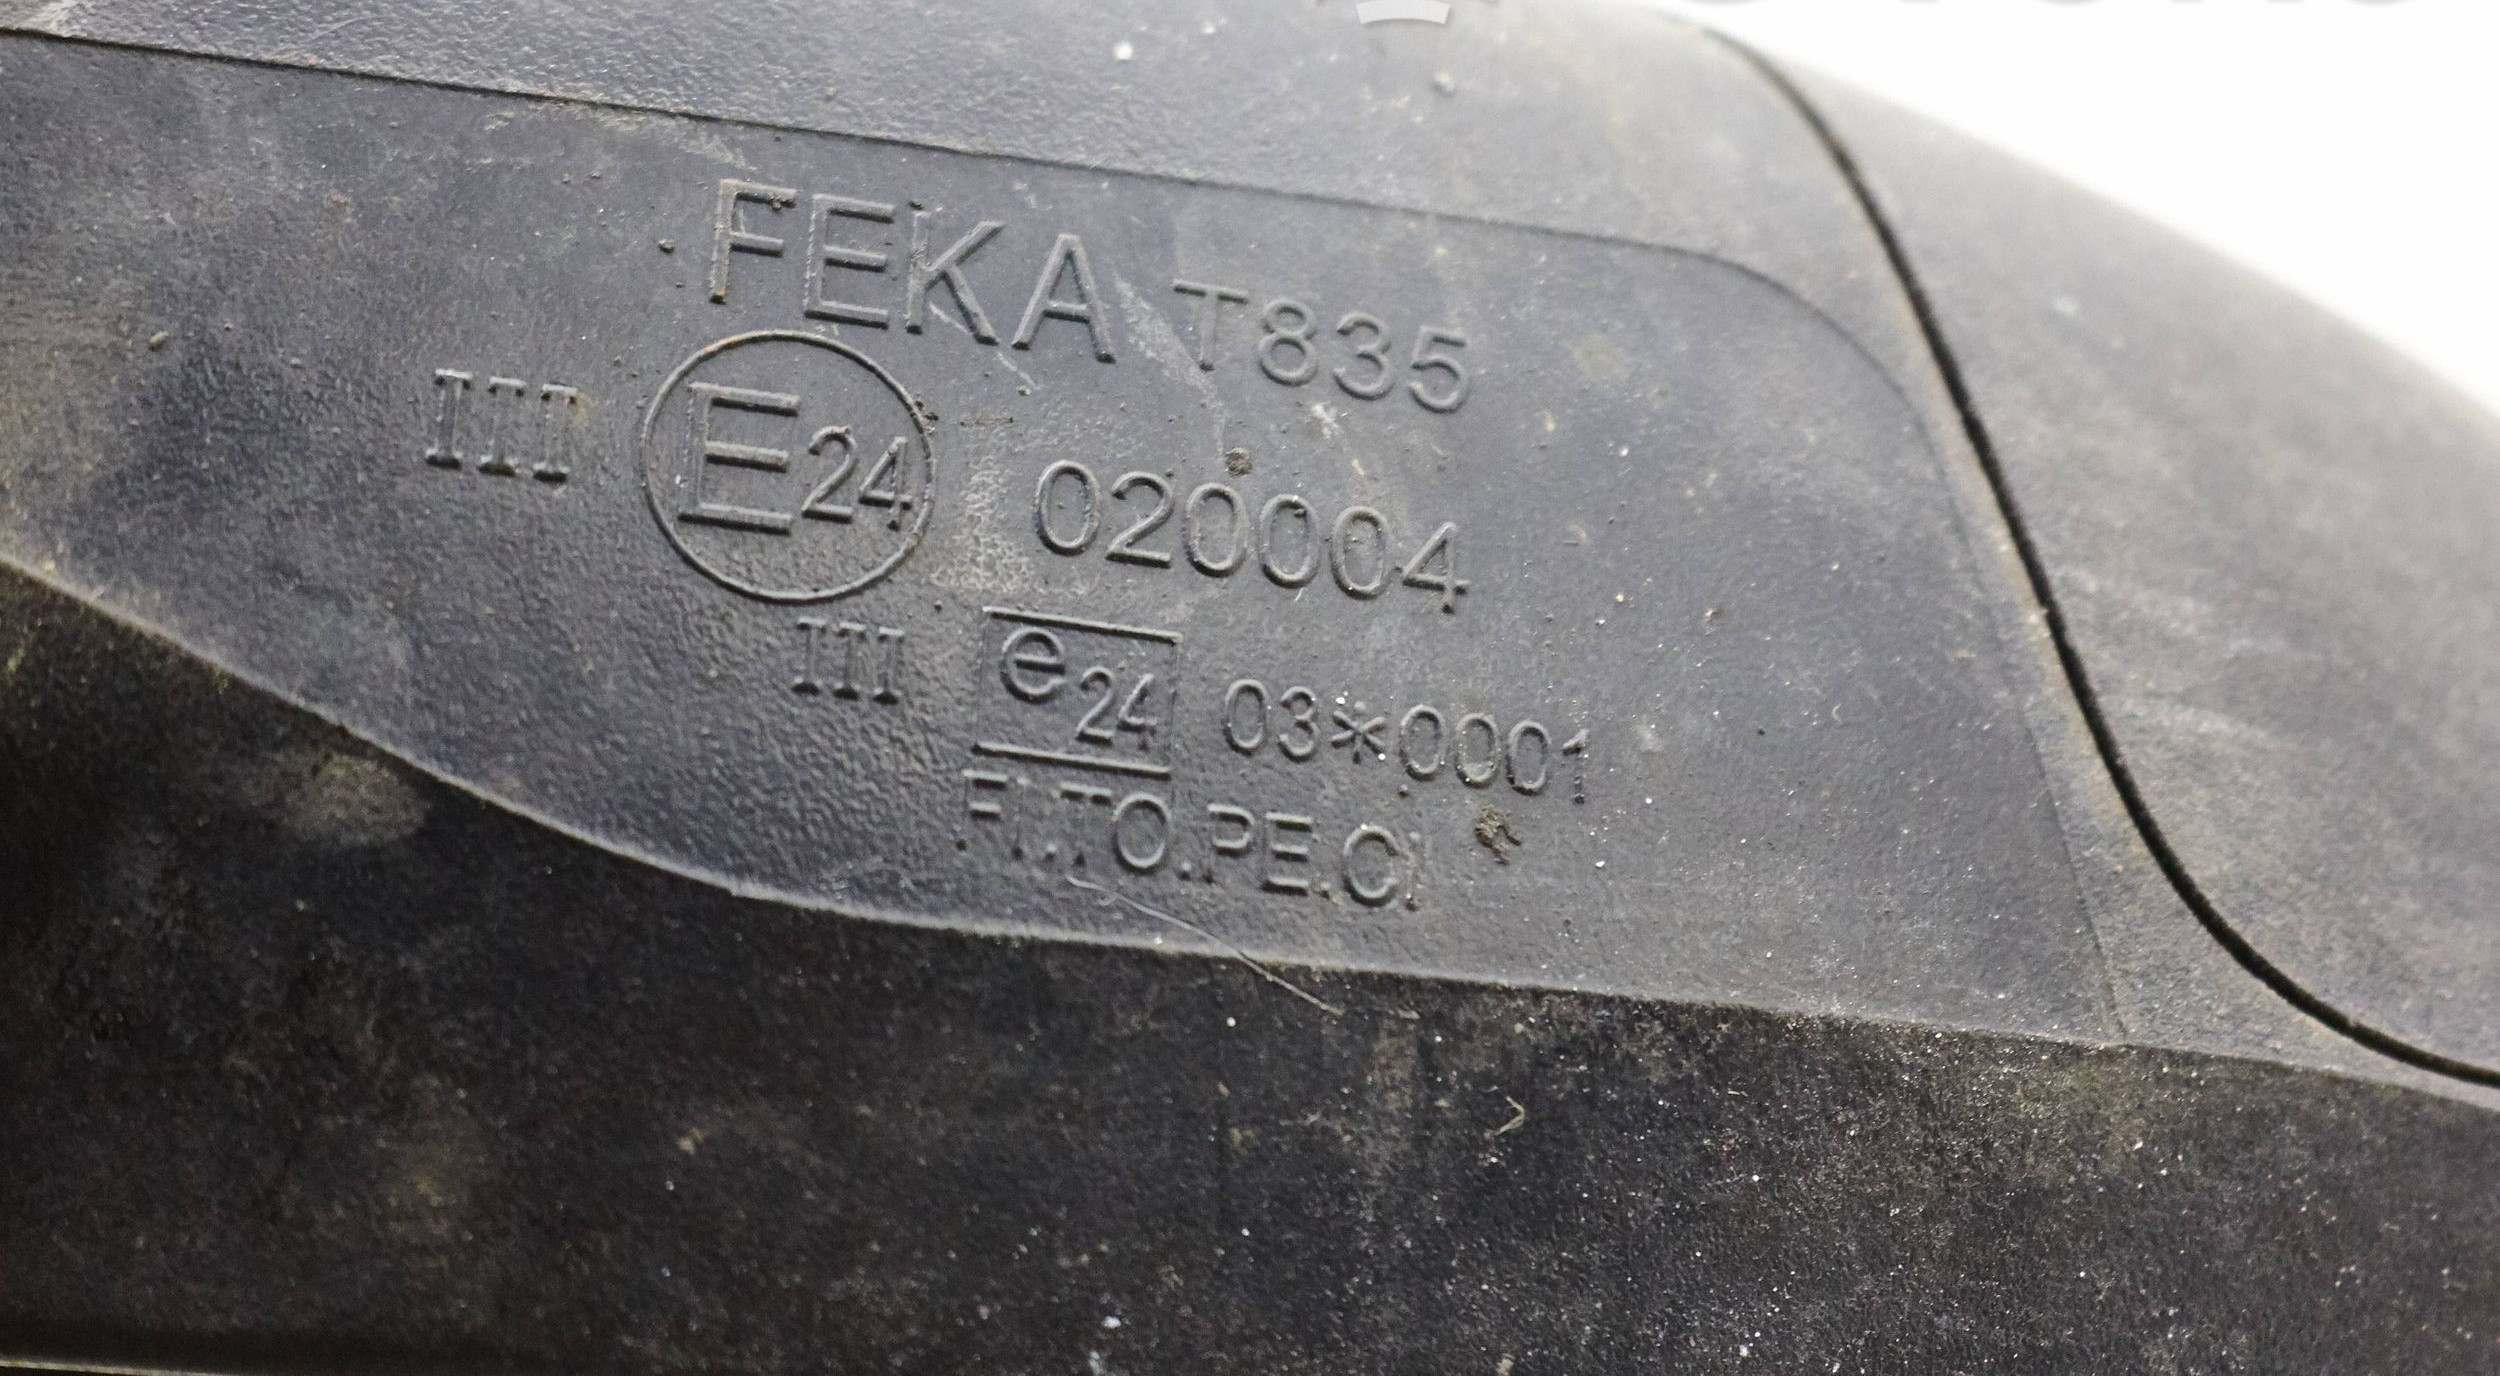 FEKA T835
III E24 020004
III e24 03*0001
FI.TO.PE.CI